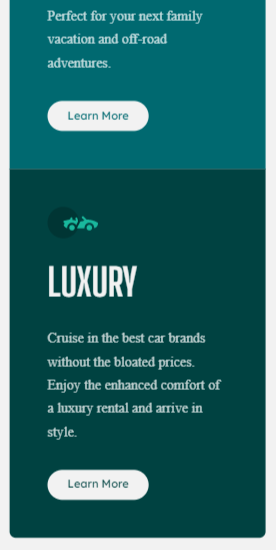 Perfect for your next family
vacation and off-road
adventures.
Learn More
LUXURY
Cruise in the best car brands
without the bloated prices.
Enjoy the enhanced comfort of
a luxury rental and arrive in
style.
Learn More